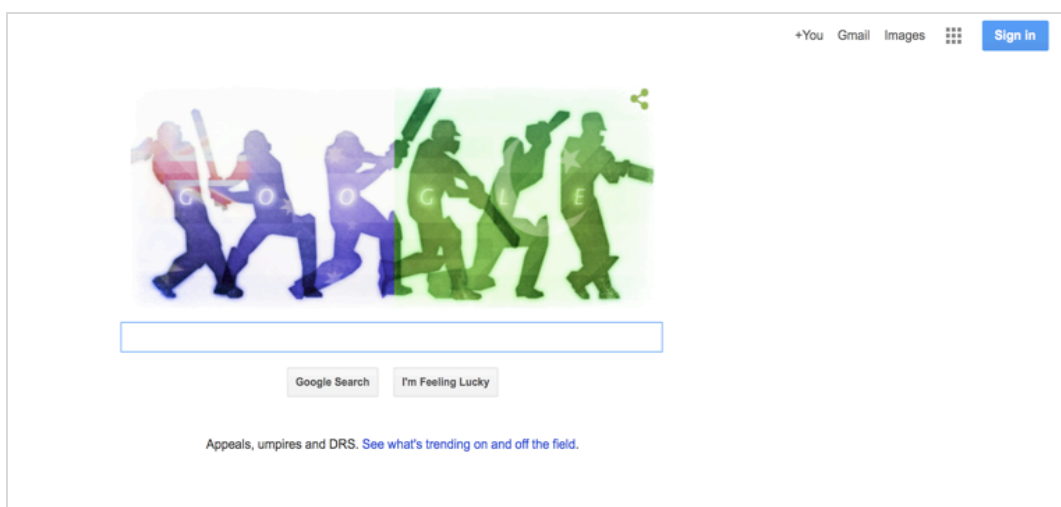 +You Gmail Images Sign in
G O O G L E
Google Search I'm Feeling Lucky
Appeals, umpires and DRS. See what's trending on and off the field.